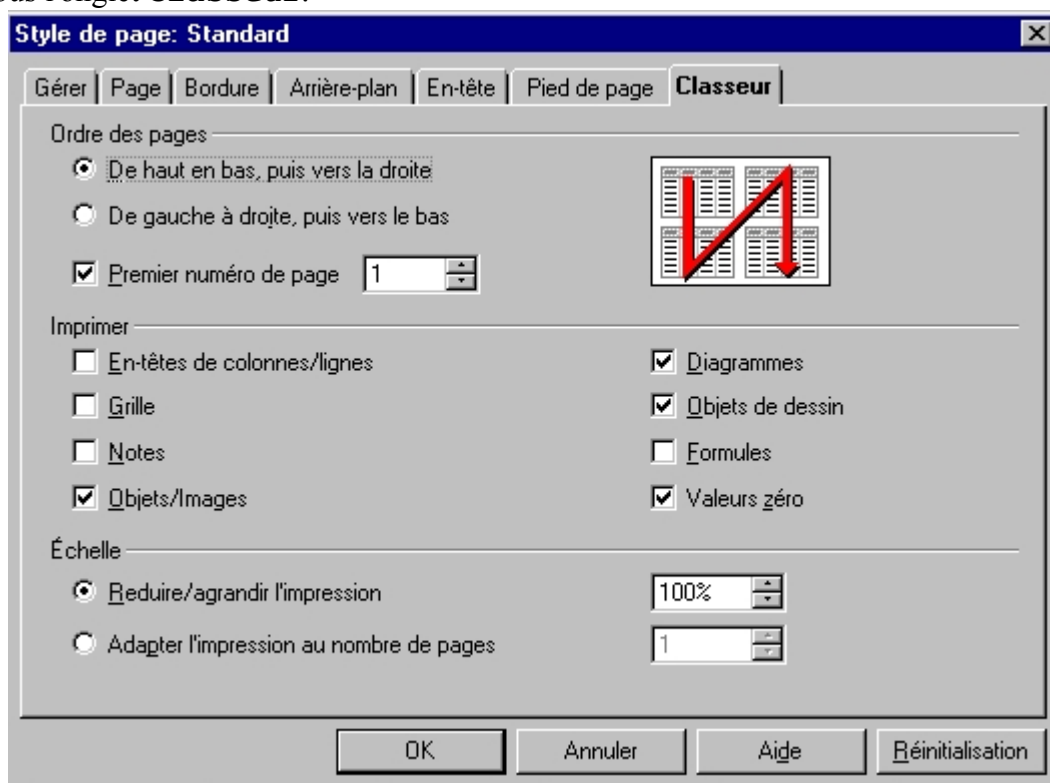 l'onglet Classeur.
Style de page: Standard
Gérer Page Bordure Arrière-plan En-tête Pied de page Classeur
Ordre des pages
De haut en bas, puis vers la droite
De gauche à droite, puis vers le bas
Premier numéro de page 1
Imprimer
En-têtes de colonnes/lignes Diagrammes
Grille Objets de dessin
Notes Formules
Objets/Images Valeurs zéro
Échelle
Reduire/agrandir l'impression 100%
Adapter l'impression au nombre de pages 1
OK Annuler Aide Réinitialisation